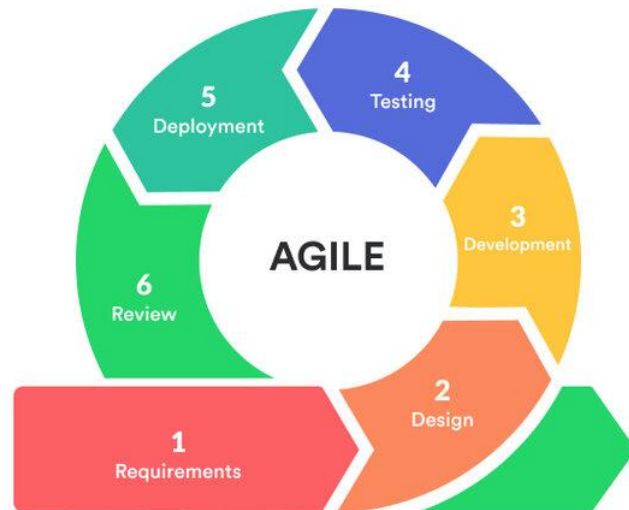 AGILE
1
Requirements
2
Design
3
Development
4
Testing
5
Deployment
6
Review